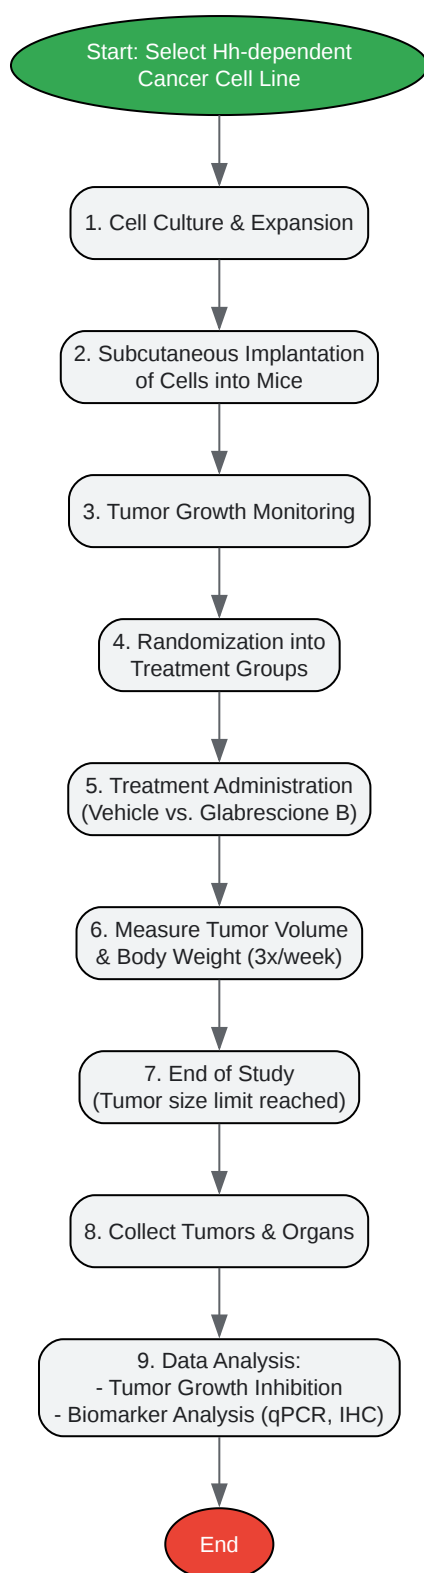 Start: Select Hh-dependent
Cancer Cell Line
1. Cell Culture & Expansion
2. Subcutaneous Implantation
of Cells into Mice
3. Tumor Growth Monitoring
4. Randomization into
Treatment Groups
5. Treatment Administration
(Vehicle vs. Glabrescione B)
6. Measure Tumor Volume
& Body Weight (3x/week)
7. End of Study
(Tumor size limit reached)
8. Collect Tumors & Organs
9. Data Analysis:
- Tumor Growth Inhibition
- Biomarker Analysis (qPCR, IHC)
End